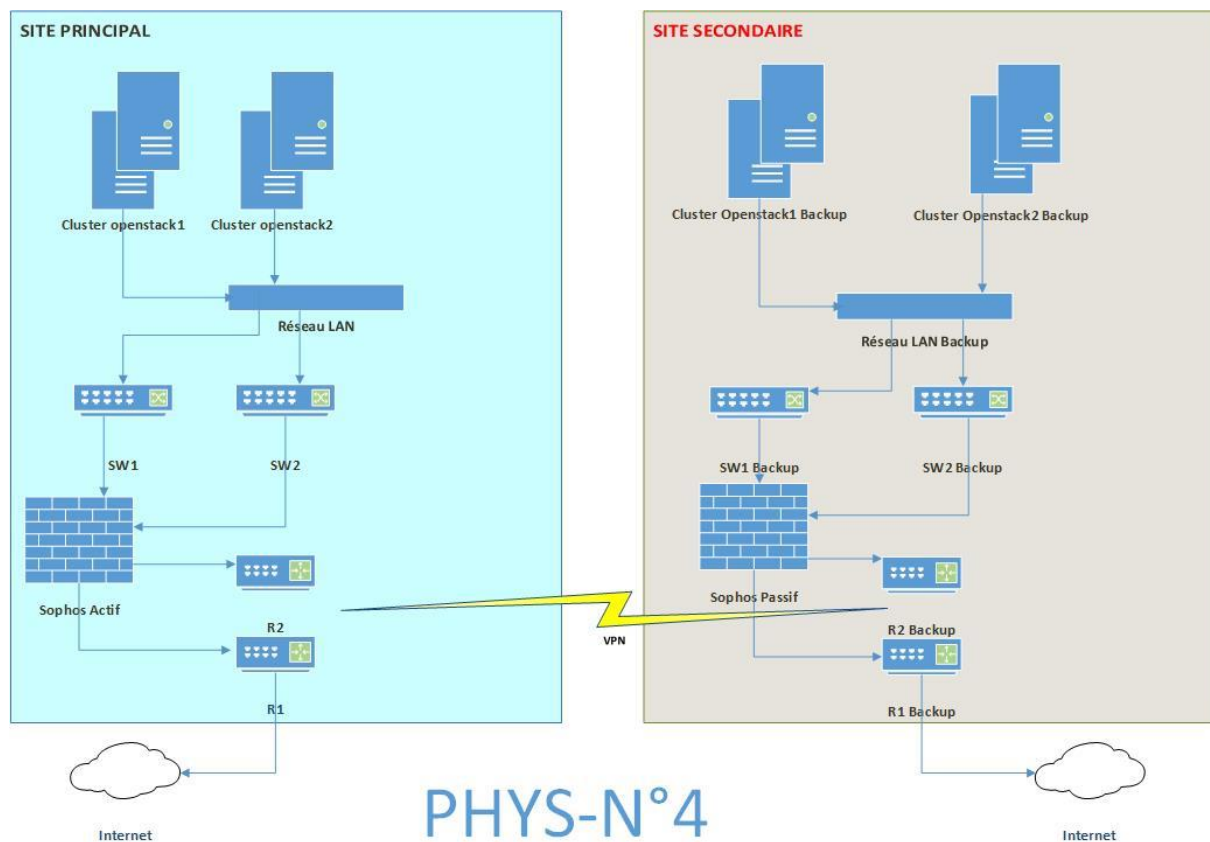 SITE PRINCIPAL
Cluster openstack1
Cluster openstack2
Réseau LAN
SW1
SW2
Sophos Actif
R2
R1
Internet
VPN
SITE SECONDAIRE
Cluster Openstack1 Backup
Cluster Openstack2 Backup
Réseau LAN Backup
SW1 Backup
SW2 Backup
Sophos Passif
R2 Backup
R1 Backup
Internet
PHYS-N°4